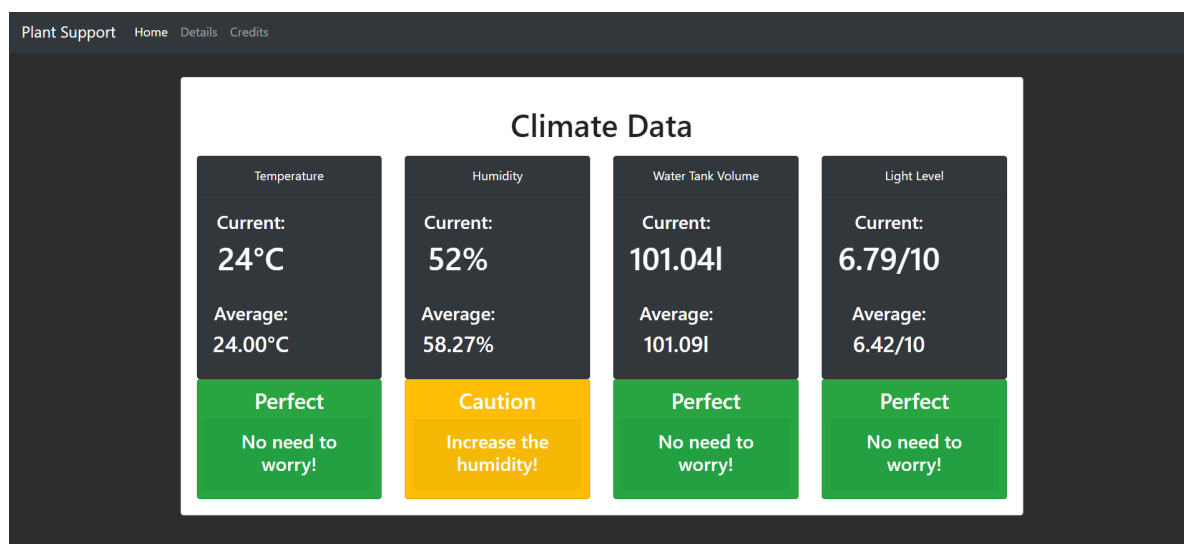 Plant Support Home Details Credits
Climate Data
Temperature
Current:
24°C
Average:
24.00°C
Perfect
No need to
worry!
Humidity
Current:
52%
Average:
58.27%
Caution
Increase the
humidity!
Water Tank Volume
Current:
101.04l
Average:
101.09l
Perfect
No need to
worry!
Light Level
Current:
6.79/10
Average:
6.42/10
Perfect
No need to
worry!